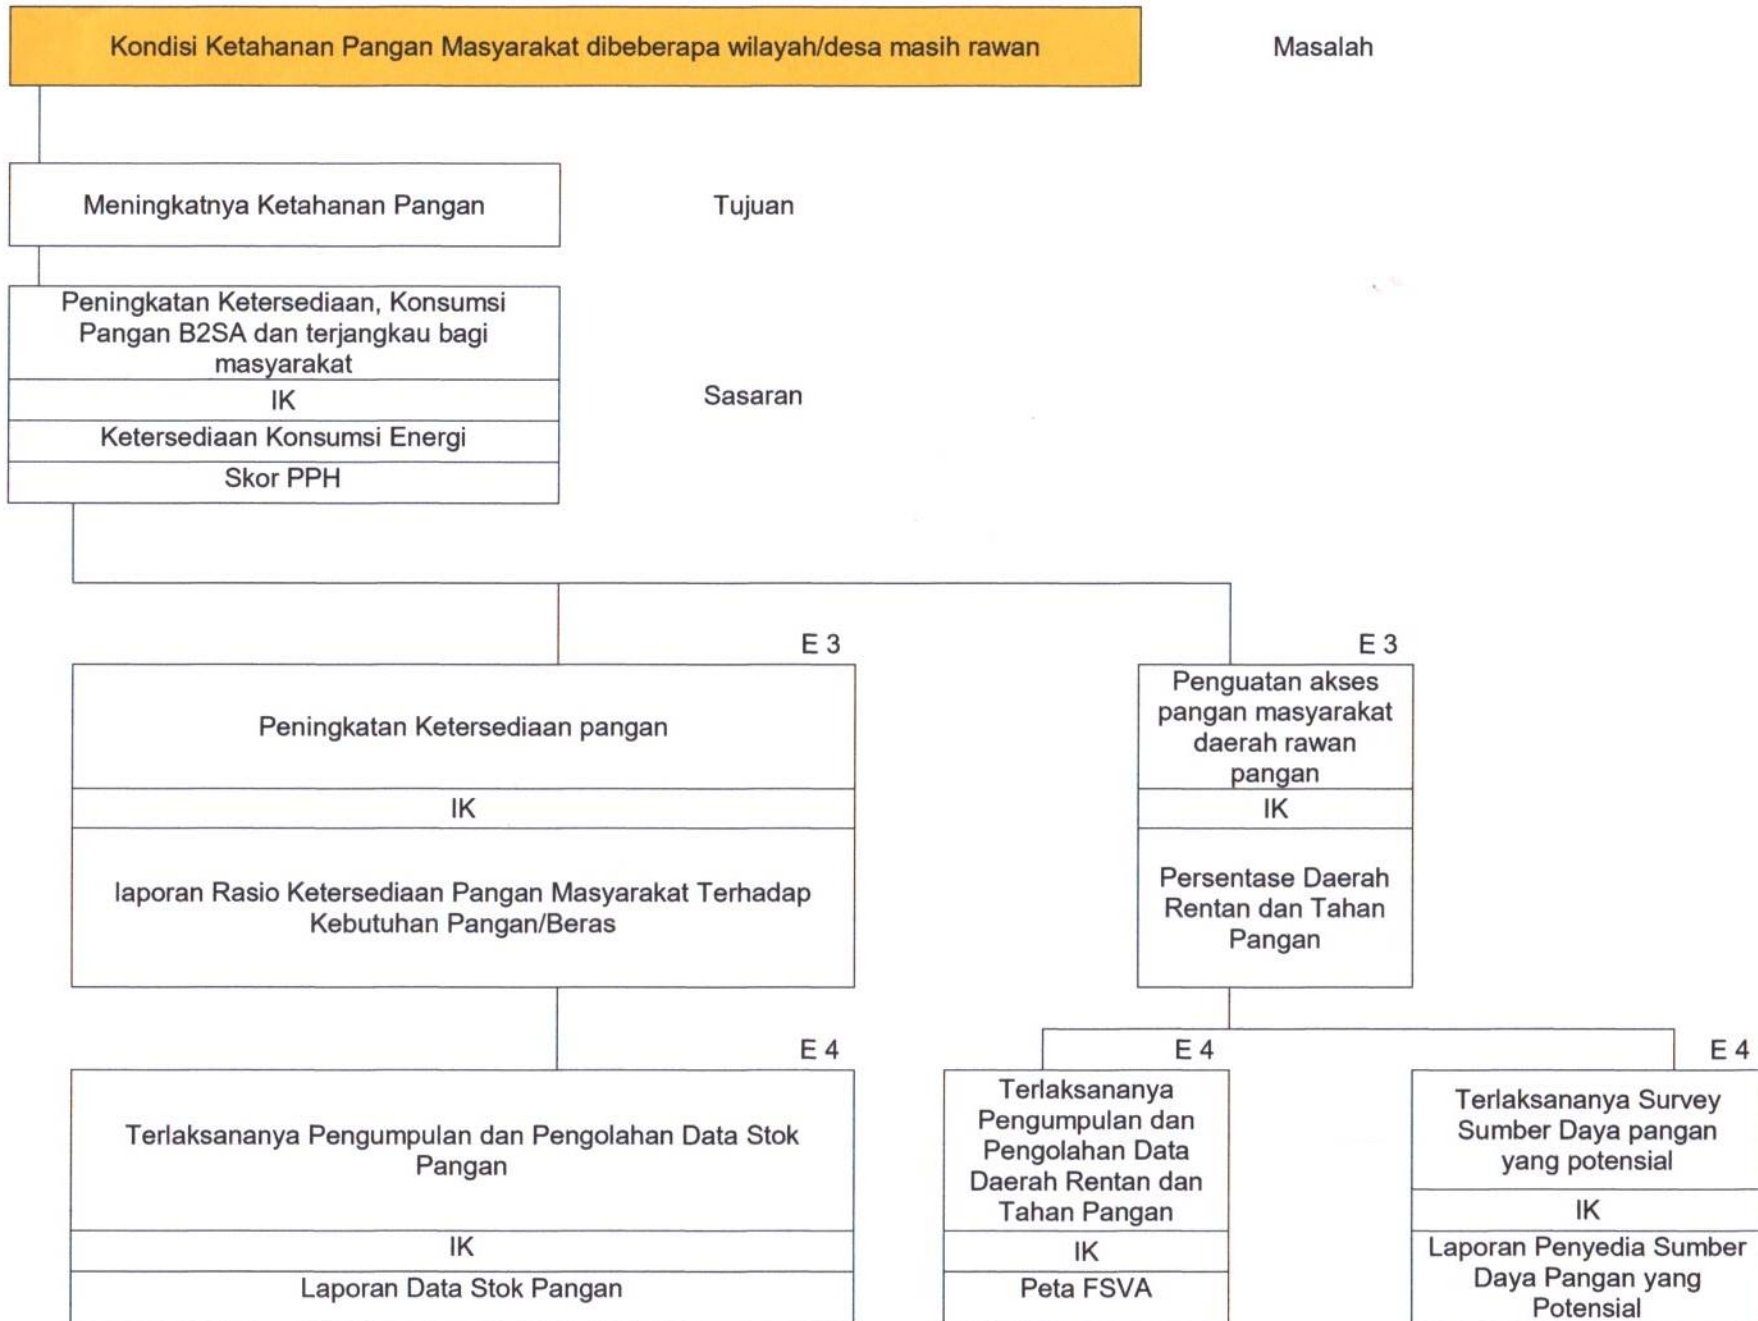 Kondisi Ketahanan Pangan Masyarakat dibeberapa wilayah/desa masih rawan
Masalah
Meningkatnya Ketahanan Pangan
Tujuan
Peningkatan Ketersediaan, Konsumsi
Pangan B2SA dan terjangkau bagi
masyarakat
IK
Sasaran
Ketersediaan Konsumsi Energi
Skor PPH
E 3
Peningkatan Ketersediaan pangan
IK
laporan Rasio Ketersediaan Pangan Masyarakat Terhadap
Kebutuhan Pangan/Beras
E 3
Penguatan akses
pangan masyarakat
daerah rawan
pangan
IK
Persentase Daerah
Rentan dan Tahan
Pangan
E 4
Terlaksananya Pengumpulan dan Pengolahan Data Stok
Pangan
IK
Laporan Data Stok Pangan
E 4
Terlaksananya
Pengumpulan dan
Pengolahan Data
Daerah Rentan dan
Tahan Pangan
IK
Peta FSVA
E 4
Terlaksananya Survey
Sumber Daya pangan
yang potensial
IK
Laporan Penyedia Sumber
Daya Pangan yang
Potensial